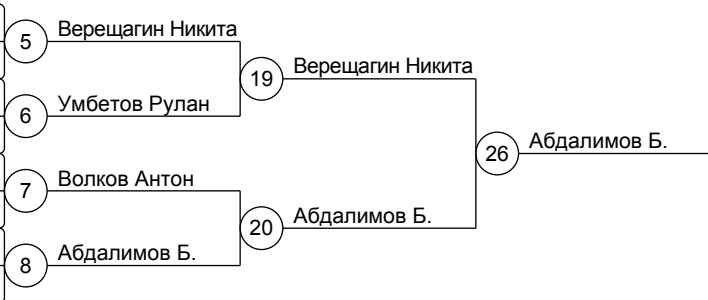 5 Верещагин Никита
19 Верещагин Никита
6 Умбетов Рулан
26 Абдалимов Б.
7 Волков Антон
20 Абдалимов Б.
8 Абдалимов Б.